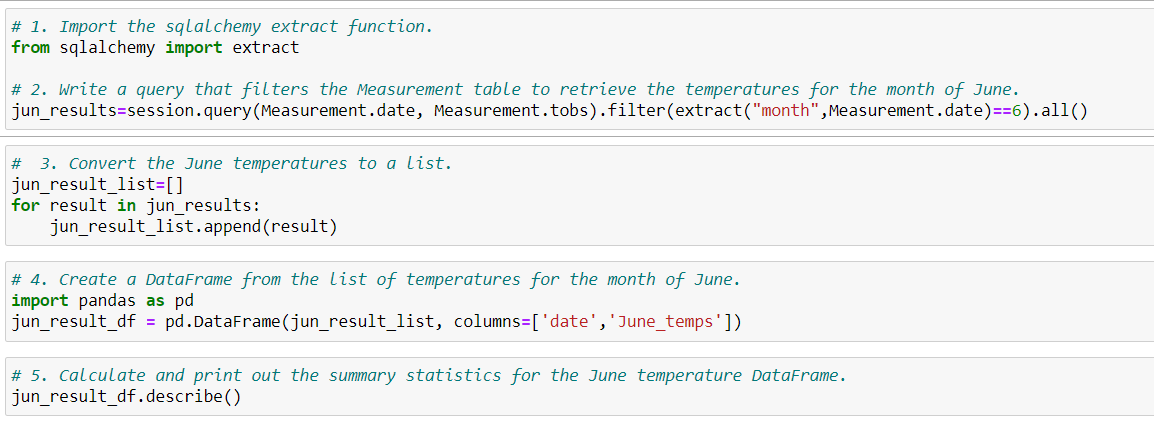 # 1. Import the sqlalchemy extract function.
from sqlalchemy import extract
# 2. Write a query that filters the Measurement table to retrieve the temperatures for the month of June.
jun_results=session.query(Measurement.date, Measurement.tobs).filter(extract("month",Measurement.date)==6).all()
#  3. Convert the June temperatures to a list.
jun_result_list=[]
for result in jun_results:
    jun_result_list.append(result)
# 4. Create a DataFrame from the list of temperatures for the month of June.
import pandas as pd
jun_result_df = pd.DataFrame(jun_result_list, columns=['date','June_temps'])
# 5. Calculate and print out the summary statistics for the June temperature DataFrame.
jun_result_df.describe()